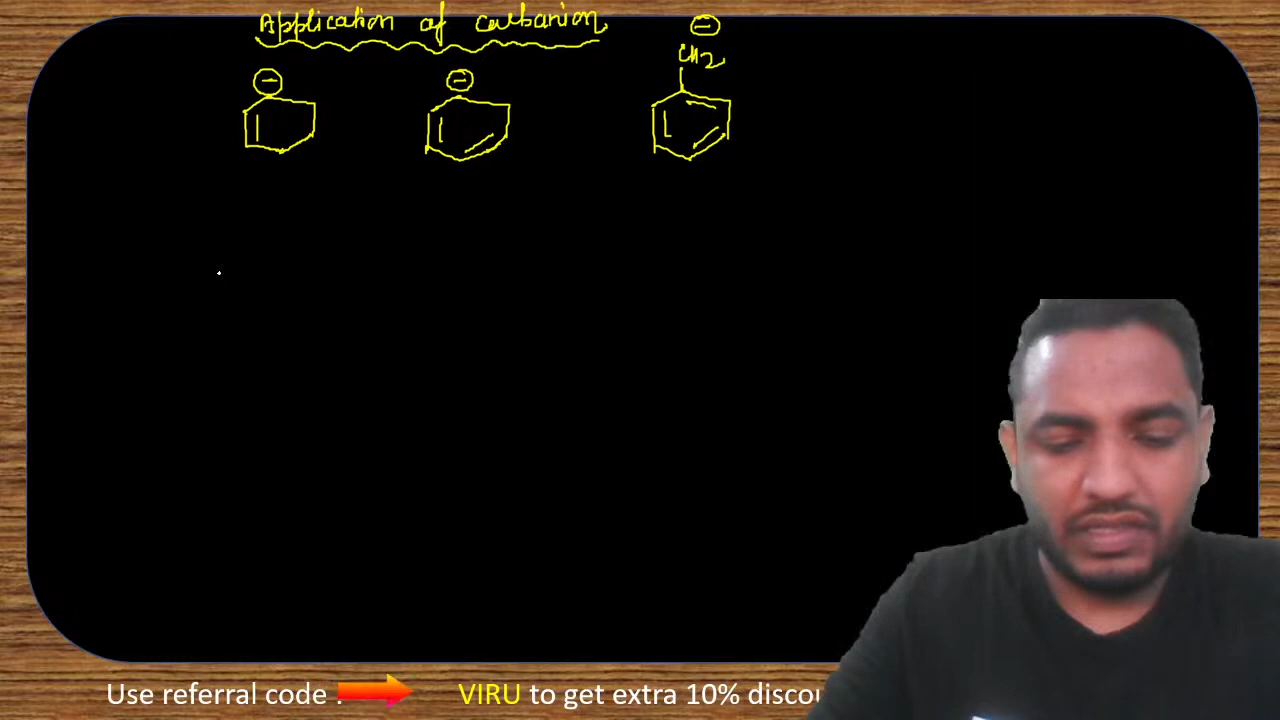 Application of carbanion
⊖
CH2
⊖ ⊖
Use referral code : VIRU to get extra 10% discou